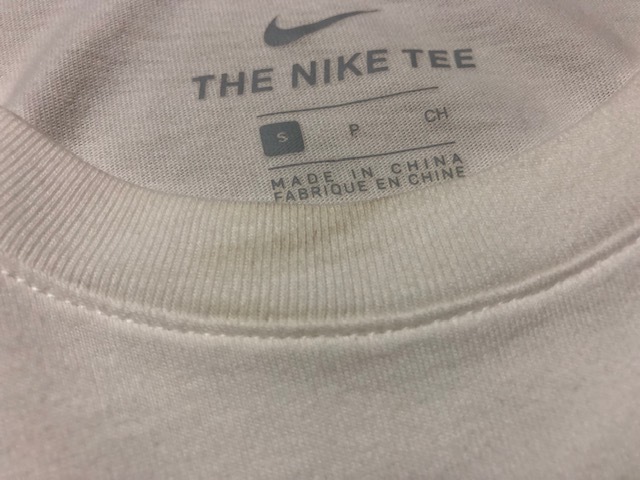 THE NIKE TEE
S P CH
MADE IN CHINA
FABRIQUE EN CHINE